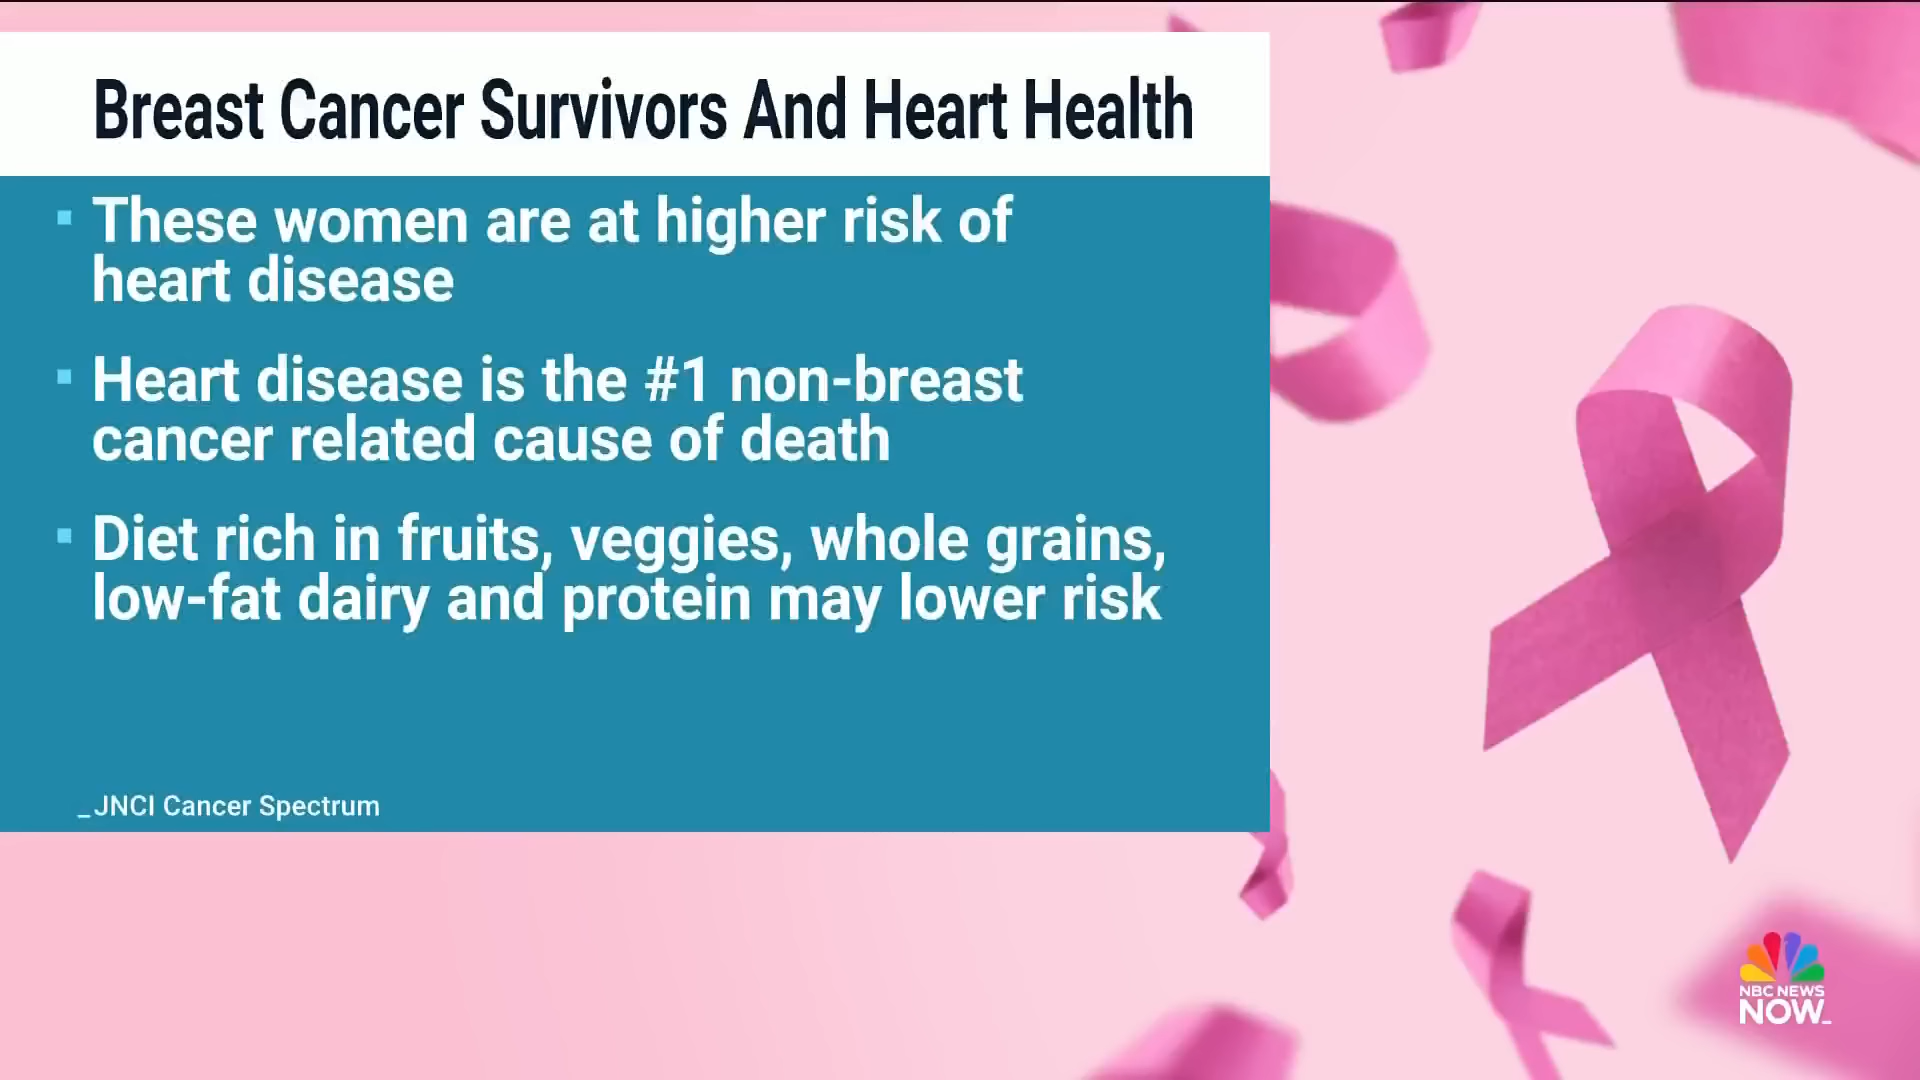 Breast Cancer Survivors And Heart Health
▪ These women are at higher risk of
heart disease
▪ Heart disease is the #1 non-breast
cancer related cause of death
▪ Diet rich in fruits, veggies, whole grains,
low-fat dairy and protein may lower risk
_JNCI Cancer Spectrum
NBC NEWS
NOW_